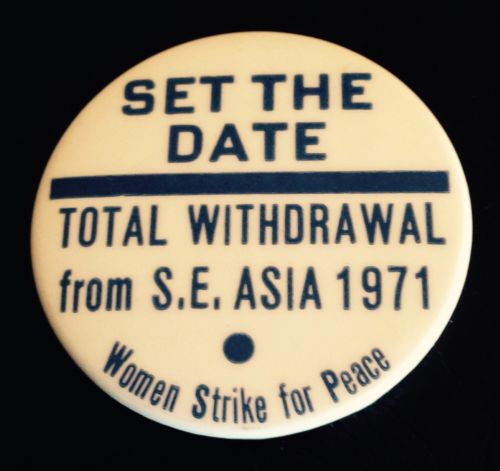 SET THE
DATE
TOTAL WITHDRAWAL
from S.E. ASIA 1971
Women Strike for Peace